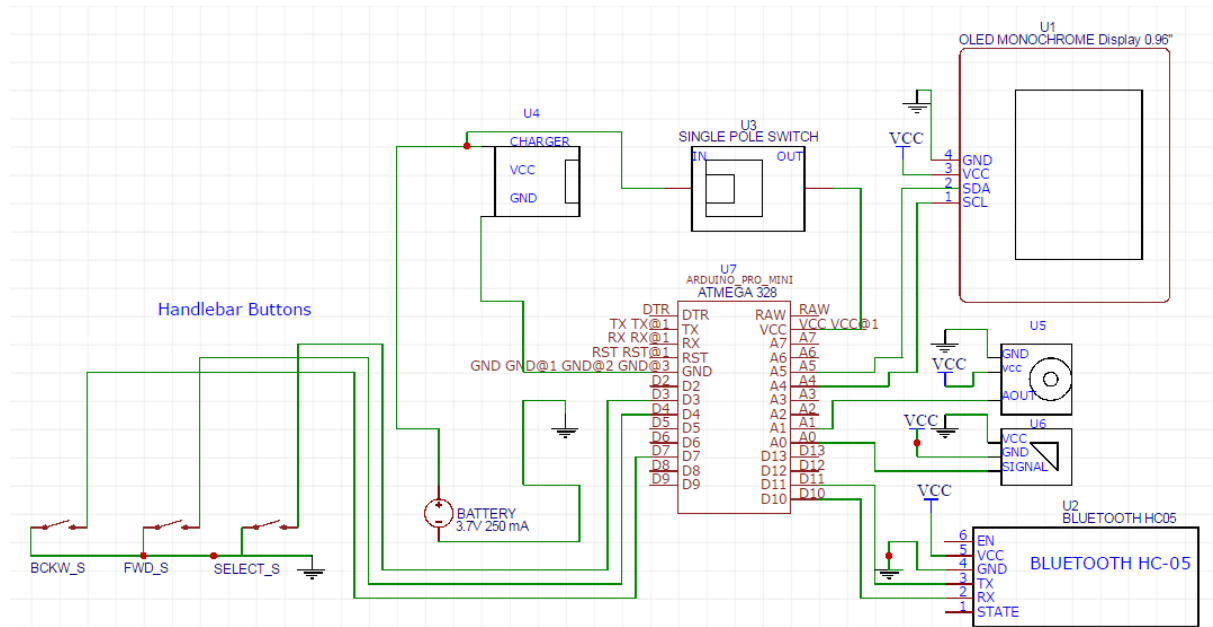 U1
OLED MONOCHROME Display 0.96"
U4
CHARGER
VCC
GND
U3
SINGLE POLE SWITCH
IN
OUT
VCC
4 GND
3 VCC
2 SDA
1 SCL
U7
ARDUINO_PRO_MINI
ATMEGA 328
DTR DTR RAW RAW
TX TX@1 TX VCC VCC VCC@1
RX RX@1 RX A7 A7
RST RST@1 RST A6 A6
GND GND@1 GND@2 GND@3 GND A5 A5
D2 D2 A4 A4
D3 D3 A3 A3
D4 D4 A2 A2
D5 D5 A1 A1
D6 D6 A0 A0
D7 D7 D13 D13
D8 D8 D12 D12
D9 D9 D11 D11
D10 D10
Handlebar Buttons
U5
GND
vcc
AOUT
VCC
VCC
U6
VCC
GND
SIGNAL
BATTERY
3.7V 250 mA
BCKW_S
FWD_S
SELECT_S
VCC
U2
BLUETOOTH HC05
BLUETOOTH HC-05
6 EN
5 VCC
4 GND
3 TX
2 RX
1 STATE